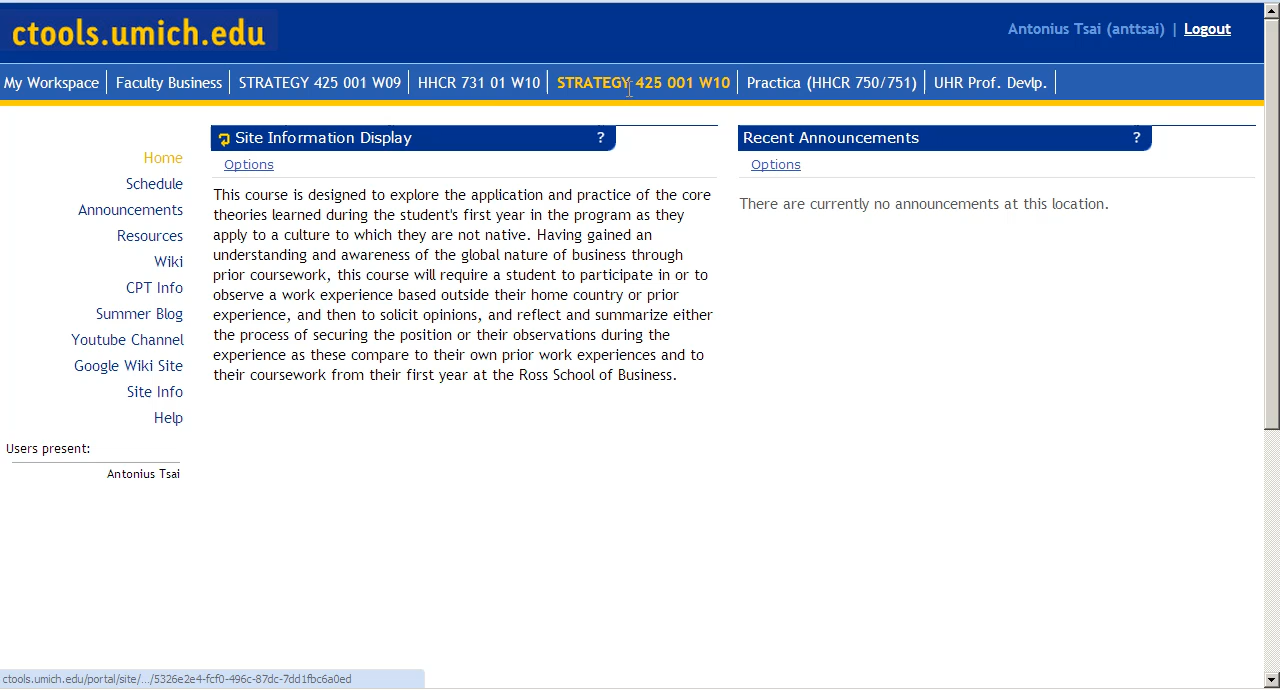 ctools.umich.edu
Antonius Tsai (anttsai) | Logout
My Workspace | Faculty Business | STRATEGY 425 001 W09 | HHCR 731 01 W10 | STRATEGY 425 001 W10 | Practica (HHCR 750/751) | UHR Prof. Devlp. |
Home
Schedule
Announcements
Resources
Wiki
CPT Info
Summer Blog
Youtube Channel
Google Wiki Site
Site Info
Help
Users present:
Antonius Tsai
Site Information Display ?
Options
This course is designed to explore the application and practice of the core
theories learned during the student's first year in the program as they
apply to a culture to which they are not native. Having gained an
understanding and awareness of the global nature of business through
prior coursework, this course will require a student to participate in or to
observe a work experience based outside their home country or prior
experience, and then to solicit opinions, and reflect and summarize either
the process of securing the position or their observations during the
experience as these compare to their own prior work experiences and to
their coursework from their first year at the Ross School of Business.
Recent Announcements ?
Options
There are currently no announcements at this location.
ctools.umich.edu/portal/site/.../5326e2e4-fcf0-496c-87dc-7dd1fbc6a0ed